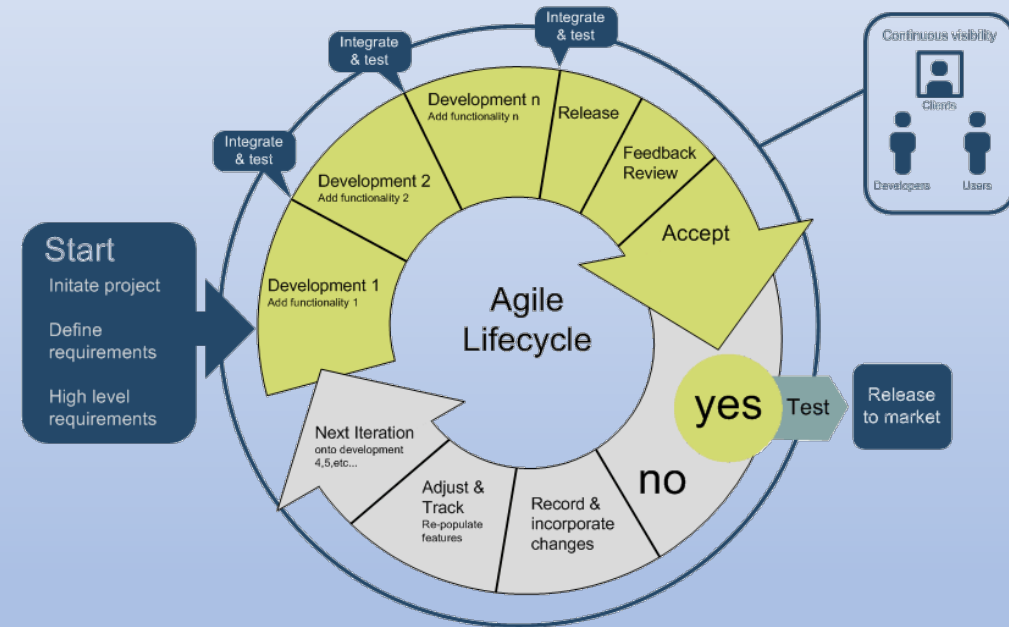 Start
Initate project
Define
requirements
High level
requirements
Integrate
& test
Integrate
& test
Integrate
& test
Development 1
Add functionality 1
Development 2
Add functionality 2
Development n
Add functionality n
Release
Feedback
Review
Accept
Agile
Lifecycle
yes
Test
Release
to market
no
Record &
incorporate
changes
Adjust &
Track
Re-populate
features
Next Iteration
onto development
4,5,etc...
Continuous visibility
Clients
Developers
Users